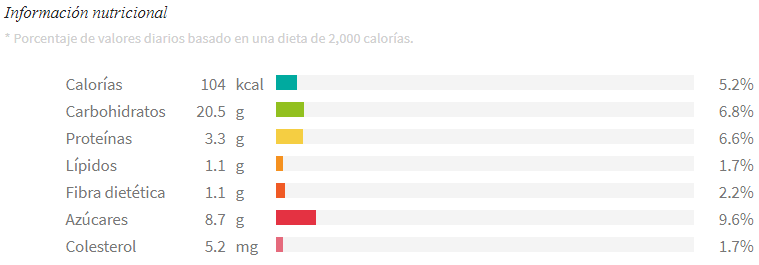 Información nutricional
* Porcentaje de valores diarios basado en una dieta de 2,000 calorías.
Calorías 104 kcal 5.2%
Carbohidratos 20.5 g 6.8%
Proteínas 3.3 g 6.6%
Lípidos 1.1 g 1.7%
Fibra dietética 1.1 g 2.2%
Azúcares 8.7 g 9.6%
Colesterol 5.2 mg 1.7%